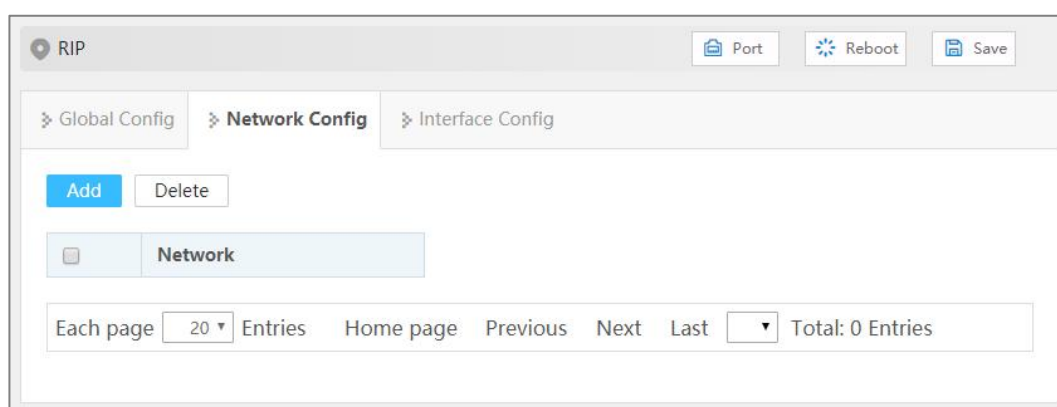 RIP Port Reboot Save
Global Config Network Config Interface Config
Add Delete
Network
Each page 20 Entries Home page Previous Next Last Total: 0 Entries